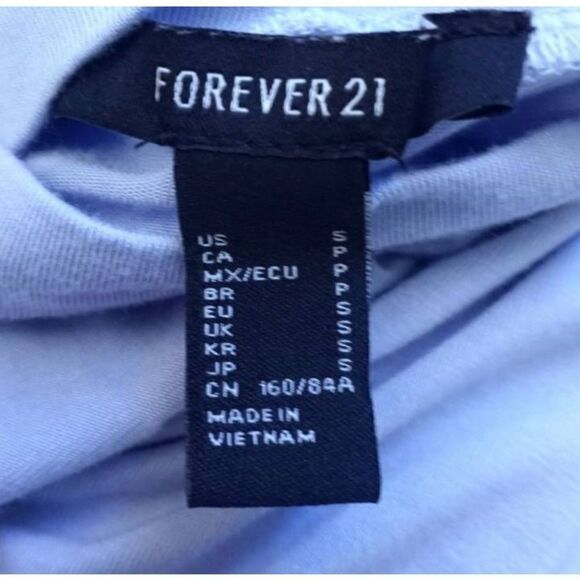 FOREVER 21
US S
CA P
MX/ECU P
BR P
EU S
UK S
KR S
JP S
CN 160/84A
MADE IN
VIETNAM